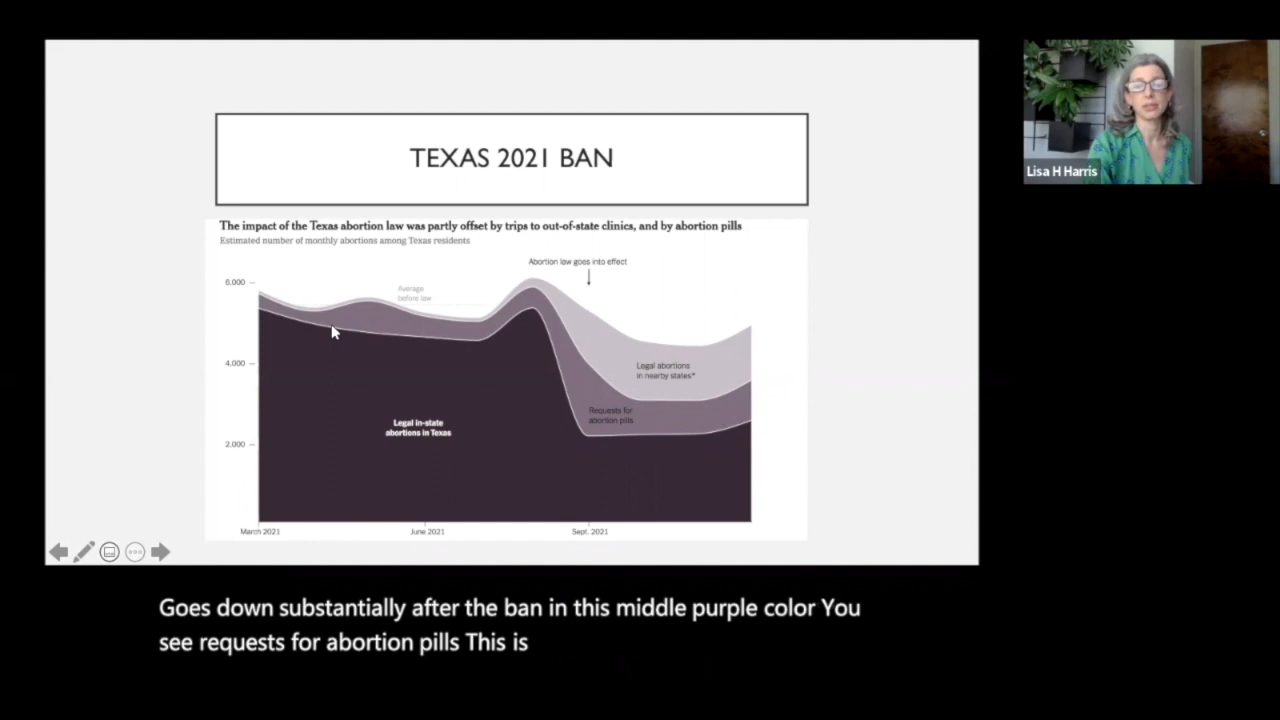 TEXAS 2021 BAN
The impact of the Texas abortion law was partly offset by trips to out-of-state clinics, and by abortion pills
Estimated number of monthly abortions among Texas residents
Abortion law goes into effect
6,000
Average
before law
4,000
Legal abortions
in nearby states*
Requests for
abortion pills
Legal in-state
abortions in Texas
2,000
March 2021
June 2021
Sept. 2021
Lisa H Harris
Goes down substantially after the ban in this middle purple color You
see requests for abortion pills This is